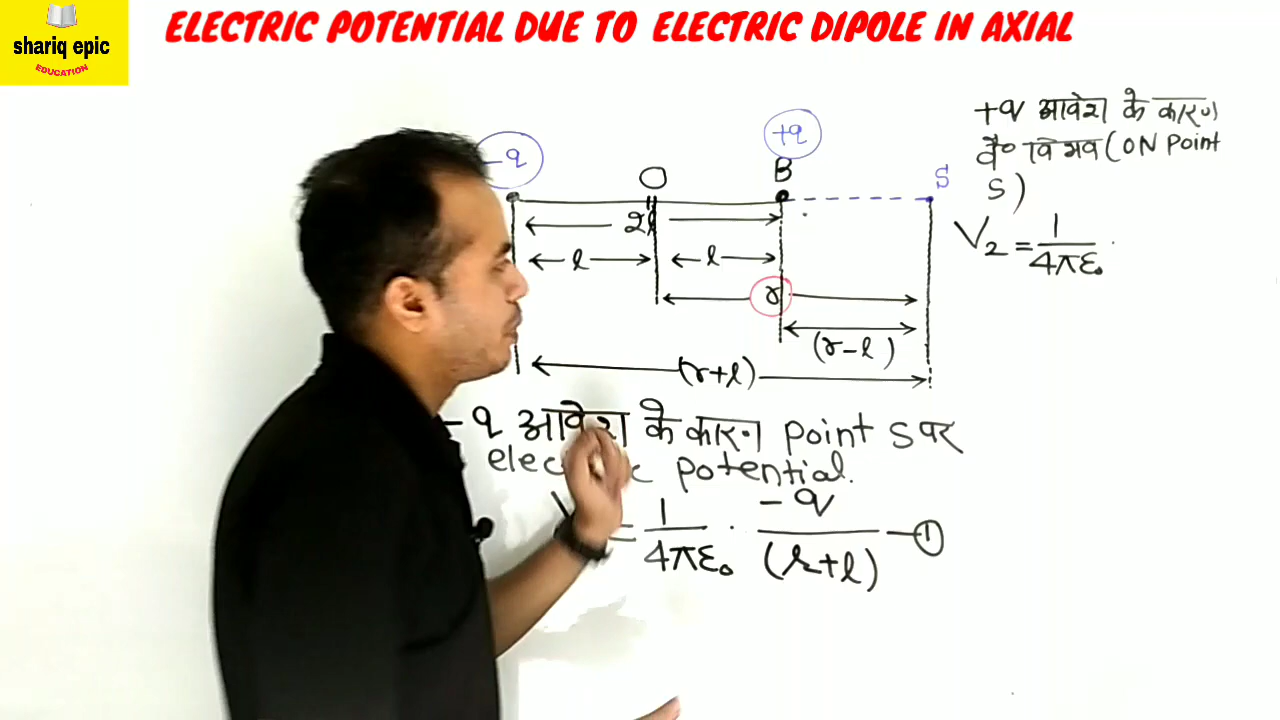 shariq epic
EDUCATION
ELECTRIC POTENTIAL DUE TO ELECTRIC DIPOLE IN AXIAL
-q
O
+q
B
S
2l
l
l
r
(r-l)
(r+l)
+q आवेश के कारण
वै० विभव (ON Point
S)
V₂ = 1/4πε₀ ·
-q आवेश के कारण point S पर
potential.
= 1/4πε₀ · -q/(r+l) —①